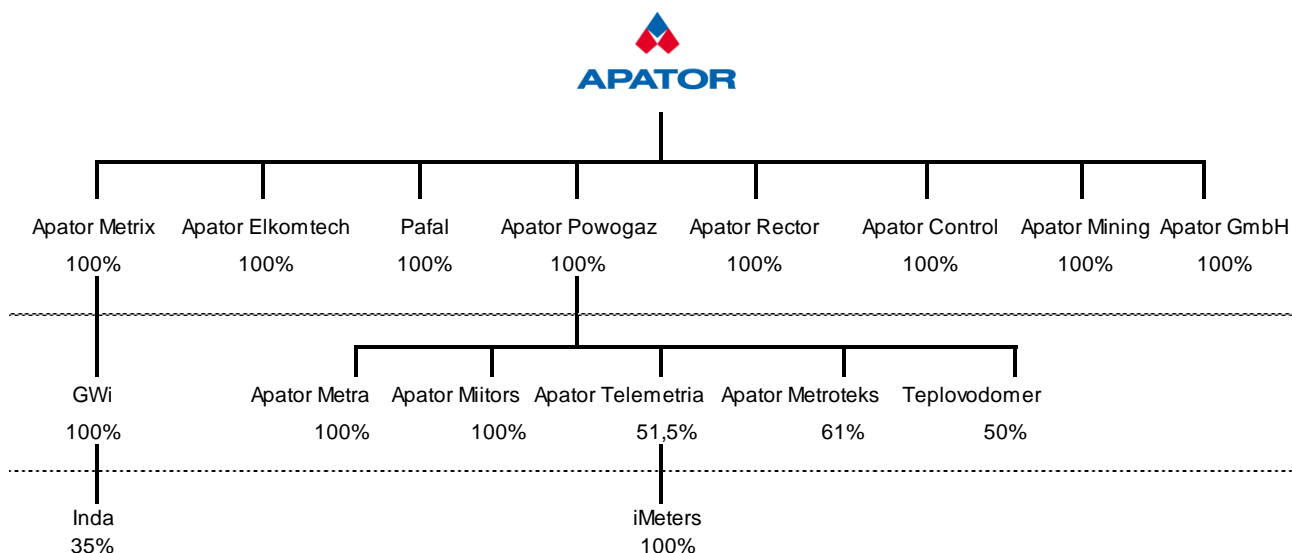 APATOR
Apator Metrix Apator Elkomtech Pafal Apator Powogaz Apator Rector Apator Control Apator Mining Apator GmbH
100% 100% 100% 100% 100% 100% 100% 100%
GWi Apator Metra Apator Miitors Apator Telemetria Apator Metroteks Teplovodomer
100% 100% 100% 51,5% 61% 50%
Inda iMeters
35% 100%